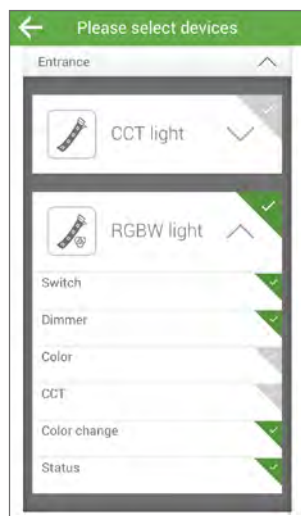 Please select devices
Entrance
CCT light
RGBW light
Switch
Dimmer
Color
CCT
Color change
Status